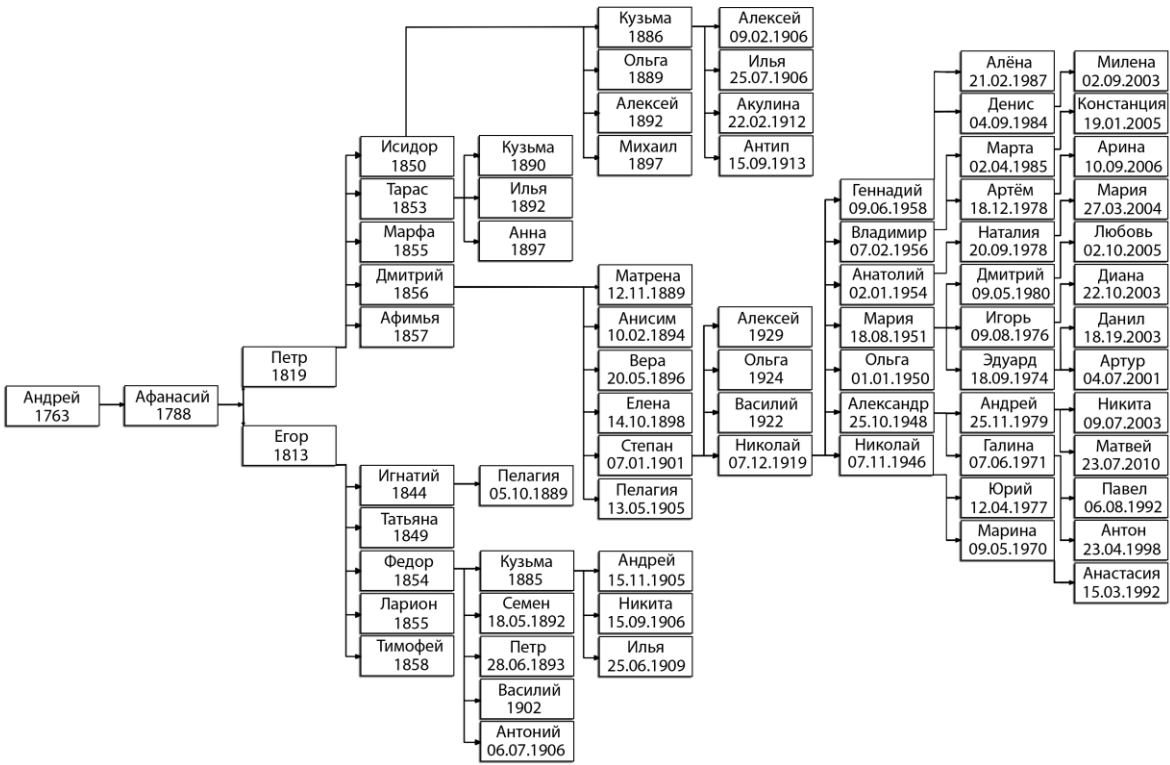 Андрей
1763
Афанасий
1788
Петр
1819
Егор
1813
Исидор
1850
Тарас
1853
Марфа
1855
Дмитрий
1856
Афимья
1857
Игнатий
1844
Татьяна
1849
Федор
1854
Ларион
1855
Тимофей
1858
Кузьма
1890
Илья
1892
Анна
1897
Пелагия
05.10.1889
Кузьма
1885
Семен
18.05.1892
Петр
28.06.1893
Василий
1902
Антоний
06.07.1906
Кузьма
1886
Ольга
1889
Алексей
1892
Михаил
1897
Матрена
12.11.1889
Анисим
10.02.1894
Вера
20.05.1896
Елена
14.10.1898
Степан
07.01.1901
Пелагия
13.05.1905
Андрей
15.11.1905
Никита
15.09.1906
Илья
25.06.1909
Алексей
09.02.1906
Илья
25.07.1906
Акулина
22.02.1912
Антип
15.09.1913
Алексей
1929
Ольга
1924
Василий
1922
Николай
07.12.1919
Геннадий
09.06.1958
Владимир
07.02.1956
Анатолий
02.01.1954
Мария
18.08.1951
Ольга
01.01.1950
Александр
25.10.1948
Николай
07.11.1946
Алёна
21.02.1987
Денис
04.09.1984
Марта
02.04.1985
Артём
18.12.1978
Наталия
20.09.1978
Дмитрий
09.05.1980
Игорь
09.08.1976
Эдуард
18.09.1974
Андрей
25.11.1979
Галина
07.06.1971
Юрий
12.04.1977
Марина
09.05.1970
Милена
02.09.2003
Констанция
19.01.2005
Арина
10.09.2006
Мария
27.03.2004
Любовь
02.10.2005
Диана
22.10.2003
Данил
18.19.2003
Артур
04.07.2001
Никита
09.07.2003
Матвей
23.07.2010
Павел
06.08.1992
Антон
23.04.1998
Анастасия
15.03.1992